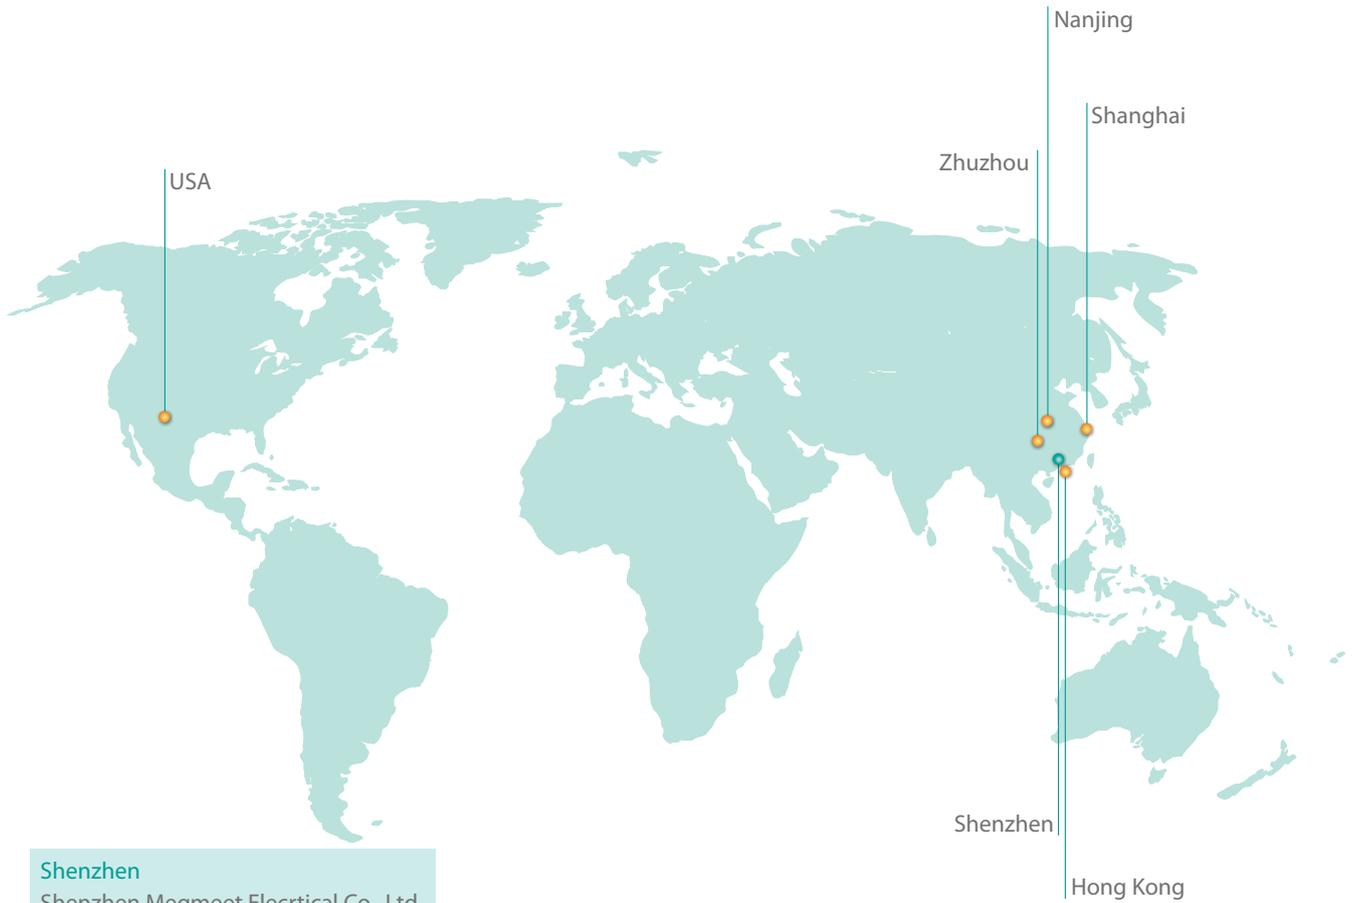 Nanjing
Shanghai
Zhuzhou
USA
Shenzhen
Shenzhen
Shenzhen Megmeet Elecrtical Co., Ltd
Hong Kong